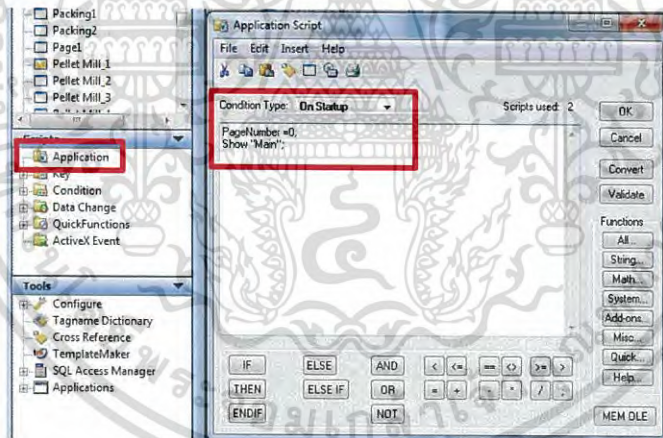 Packing1
Packing2
Page1
Pellet Mill_1
Pellet Mill_2
Pellet Mill_3
Scripts
Application
Key
Condition
Data Change
QuickFunctions
ActiveX Event
Tools
Configure
Tagname Dictionary
Cross Reference
TemplateMaker
SQL Access Manager
Applications
Application Script
File Edit Insert Help
Condition Type: On Startup
Scripts used: 2
PageNumber =0;
Show "Main";
OK
Cancel
Convert
Validate
Functions
All...
String...
Math...
System...
Add-ons...
Misc...
Quick...
Help...
MEM OLE
IF ELSE AND < <= == <> >= >
THEN ELSE IF OR = + - * / ;
ENDIF NOT